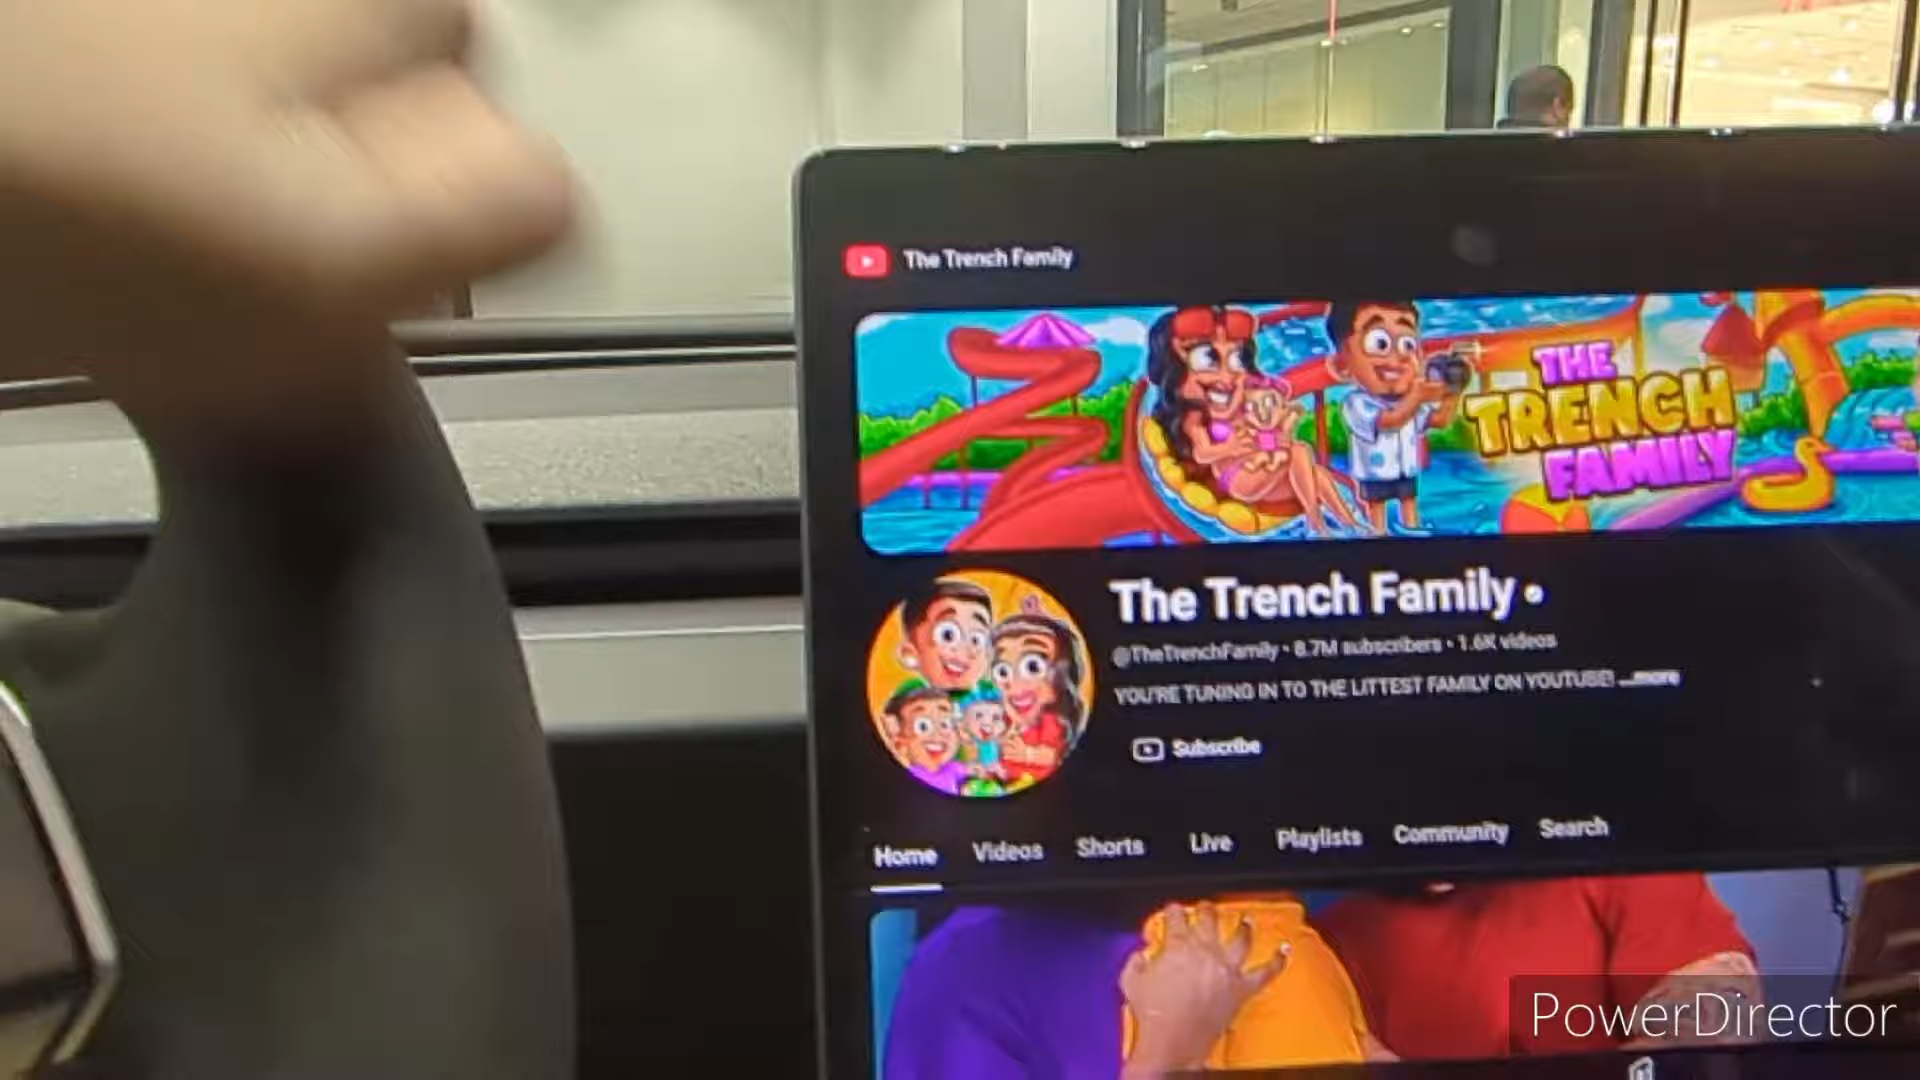 The Trench Family
THE
TRENCH
FAMILY
The Trench Family •
@TheTrenchFamily • 8.7M subscribers • 1.6K videos
YOU'RE TUNING IN TO THE LITTEST FAMILY ON YOUTUBE! ...more
Subscribe
Home Videos Shorts Live Playlists Community Search
PowerDirector